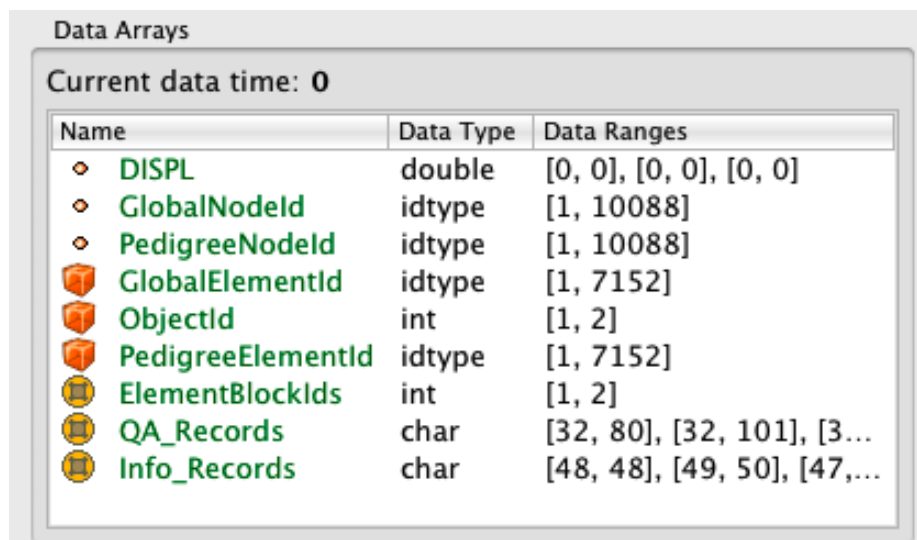 Data Arrays
Current data time: 0
Name Data Type Data Ranges
DISPL double [0, 0], [0, 0], [0, 0]
GlobalNodeId idtype [1, 10088]
PedigreeNodeId idtype [1, 10088]
GlobalElementId idtype [1, 7152]
ObjectId int [1, 2]
PedigreeElementId idtype [1, 7152]
ElementBlockIds int [1, 2]
QA_Records char [32, 80], [32, 101], [3...
Info_Records char [48, 48], [49, 50], [47,...